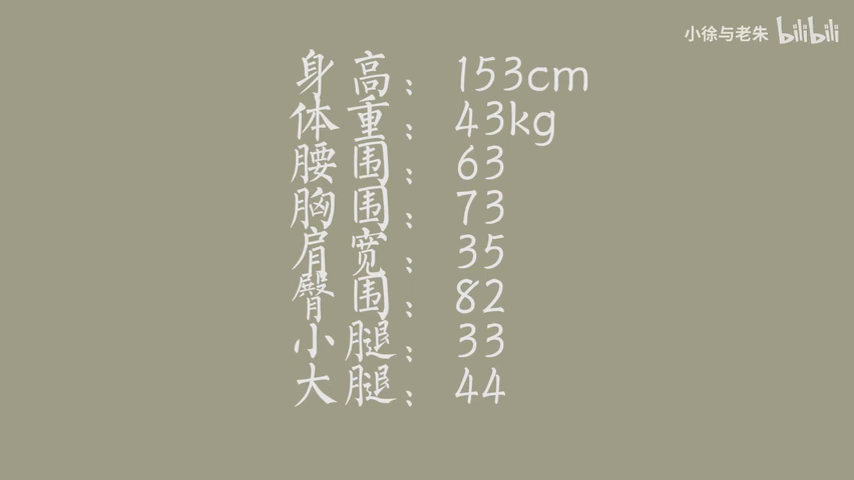 小徐与老朱 bilibili
身高：153cm
体重：43kg
腰围：63
胸围：73
肩宽：35
臀围：82
小腿：33
大腿：44